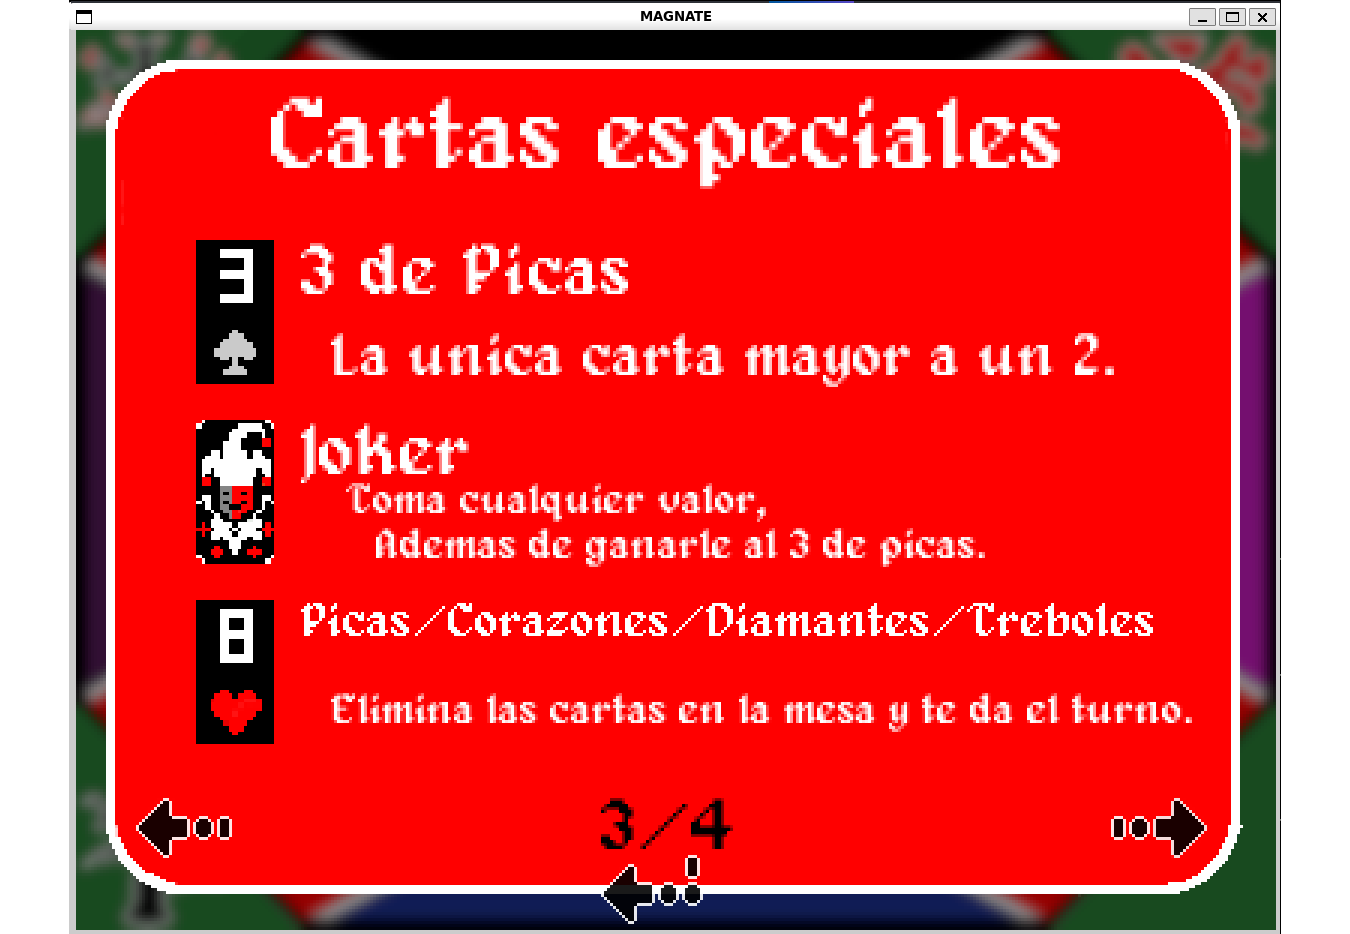 MAGNATE
Cartas especiales
3
3 de Picas
La unica carta mayor a un 2.
Joker
Toma cualquier valor,
Ademas de ganarle al 3 de picas.
8
Picas/Corazones/Diamantes/Treboles
Elimina las cartas en la mesa y te da el turno.
3/4